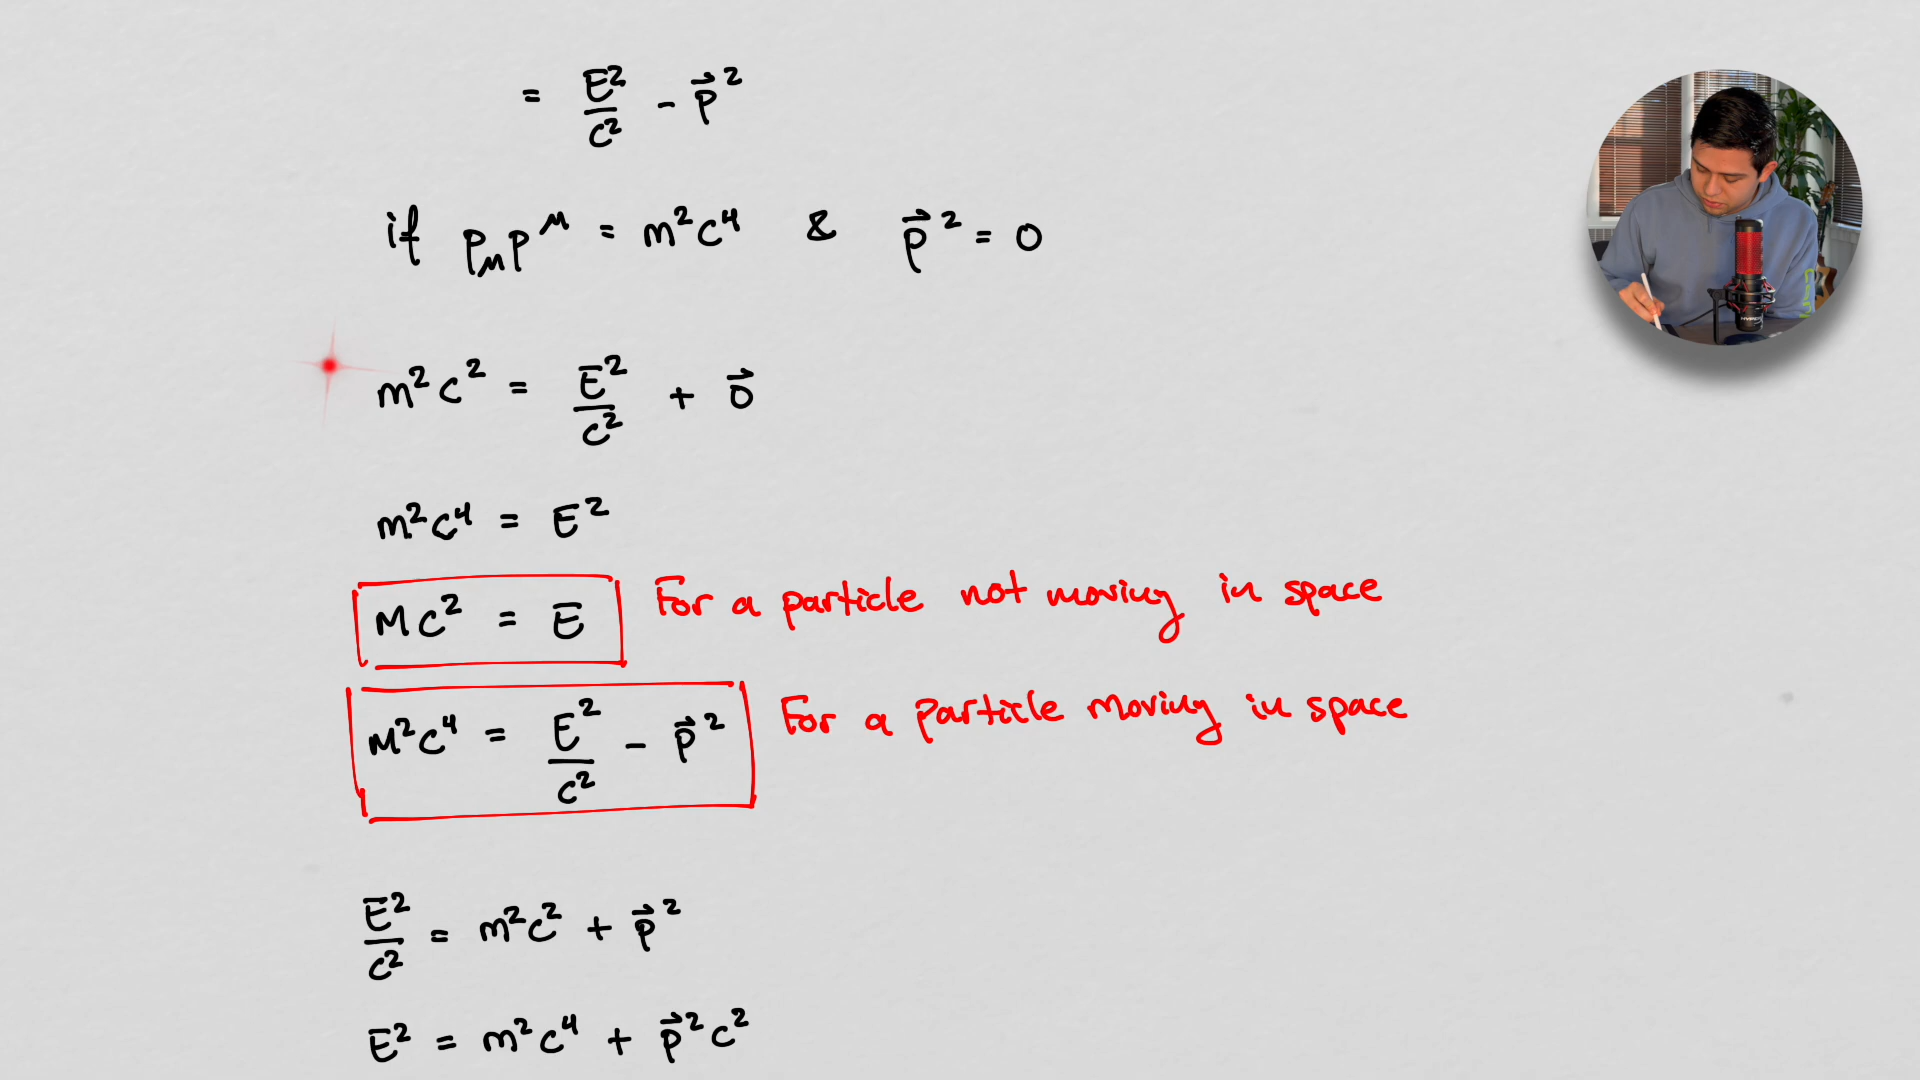 = E²/c² - p⃗²
if pμp^μ = m²c⁴ & p⃗² = 0
m²c² = E²/c² + 0⃗
m²c⁴ = E²
Mc² = E For a particle not moving in space
M²c⁴ = E²/c² - p⃗² For a particle moving in space
E²/c² = m²c² + p⃗²
E² = m²c⁴ + p⃗²c²